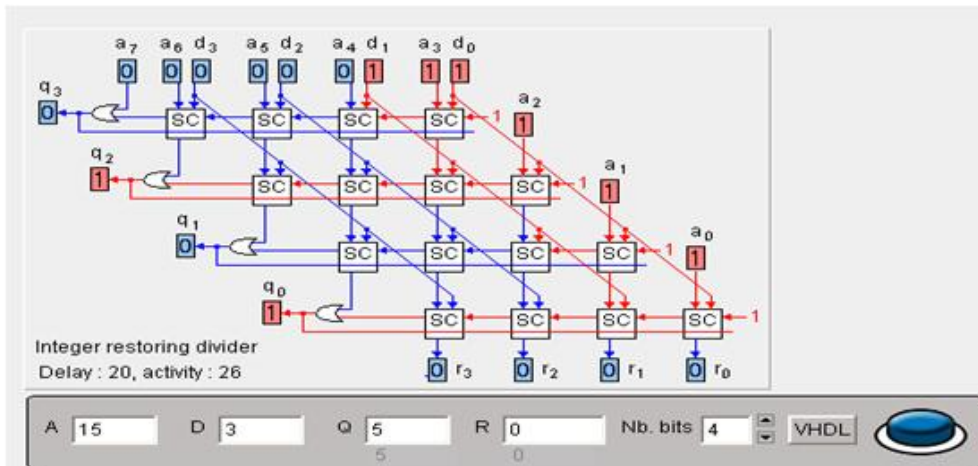 a7 a6 d3 a5 d2 a4 d1 a3 d0
0 0 0 0 0 0 1 1 1
q3
0 SC SC SC SC 1
a2
1
q2
1 SC SC SC SC 1
a1
1
q1
0 SC SC SC SC 1
a0
1
q0
1 SC SC SC SC 1
Integer restoring divider
Delay : 20, activity : 26
0 r3 0 r2 0 r1 0 r0
A 15 D 3 Q 5 R 0 Nb. bits 4 VHDL
5 0